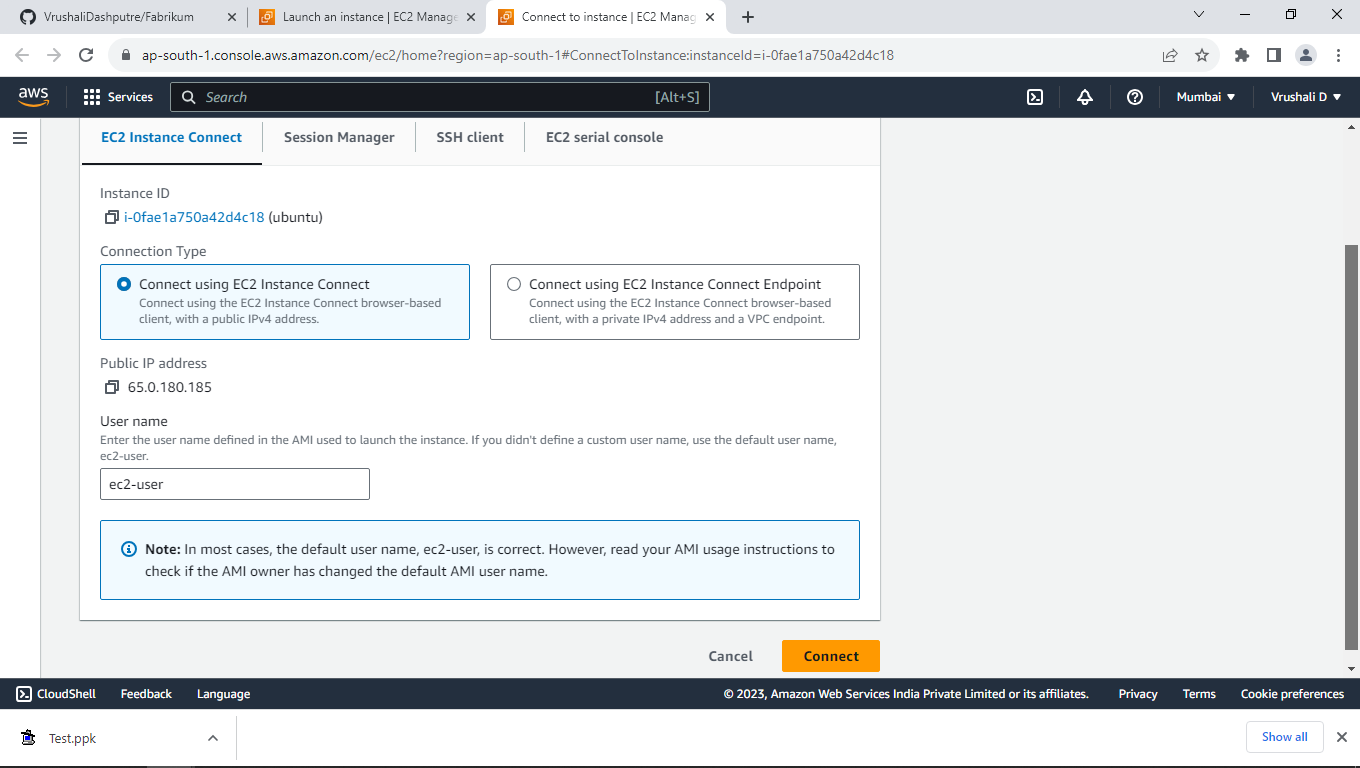 VrushaliDashputre/Fabrikum
Launch an instance | EC2 Manage
Connect to instance | EC2 Manag
ap-south-1.console.aws.amazon.com/ec2/home?region=ap-south-1#ConnectToInstance:instanceId=i-0fae1a750a42d4c18
aws
Services
Search
[Alt+S]
Mumbai
Vrushali D
EC2 Instance Connect
Session Manager
SSH client
EC2 serial console
Instance ID
i-0fae1a750a42d4c18 (ubuntu)
Connection Type
Connect using EC2 Instance Connect
Connect using the EC2 Instance Connect browser-based
client, with a public IPv4 address.
Connect using EC2 Instance Connect Endpoint
Connect using the EC2 Instance Connect browser-based
client, with a private IPv4 address and a VPC endpoint.
Public IP address
65.0.180.185
User name
Enter the user name defined in the AMI used to launch the instance. If you didn't define a custom user name, use the default user name,
ec2-user.
ec2-user
Note: In most cases, the default user name, ec2-user, is correct. However, read your AMI usage instructions to
check if the AMI owner has changed the default AMI user name.
Cancel
Connect
CloudShell
Feedback
Language
© 2023, Amazon Web Services India Private Limited or its affiliates.
Privacy
Terms
Cookie preferences
Test.ppk
Show all